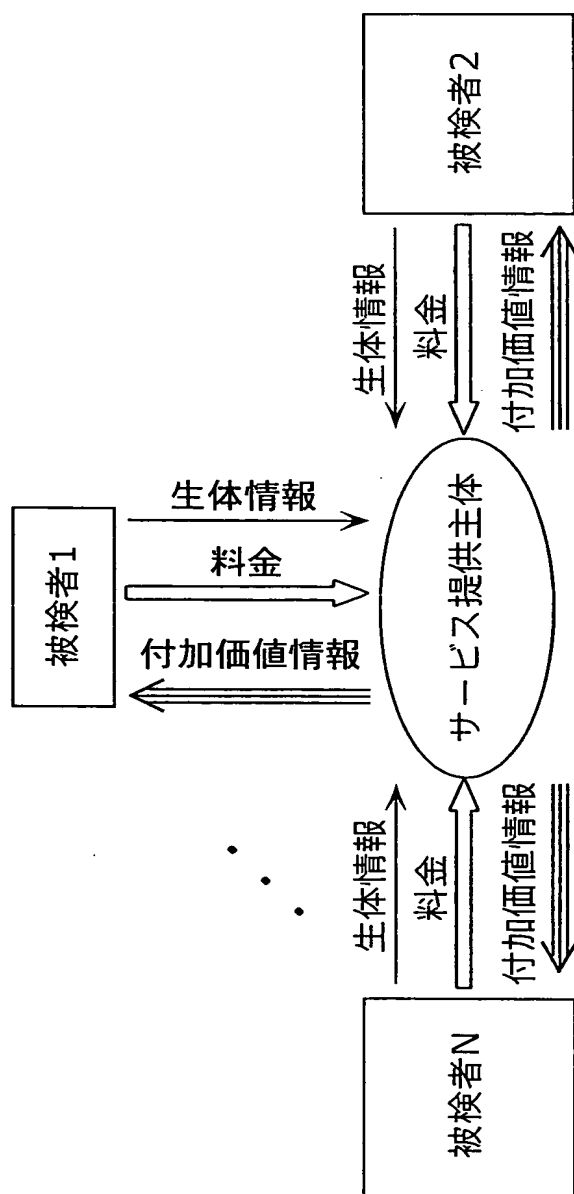 被検者1
生体情報
料金
付加価値情報
被検者2
生体情報
料金
付加価値情報
サービス提供主体
生体情報
料金
付加価値情報
被検者N